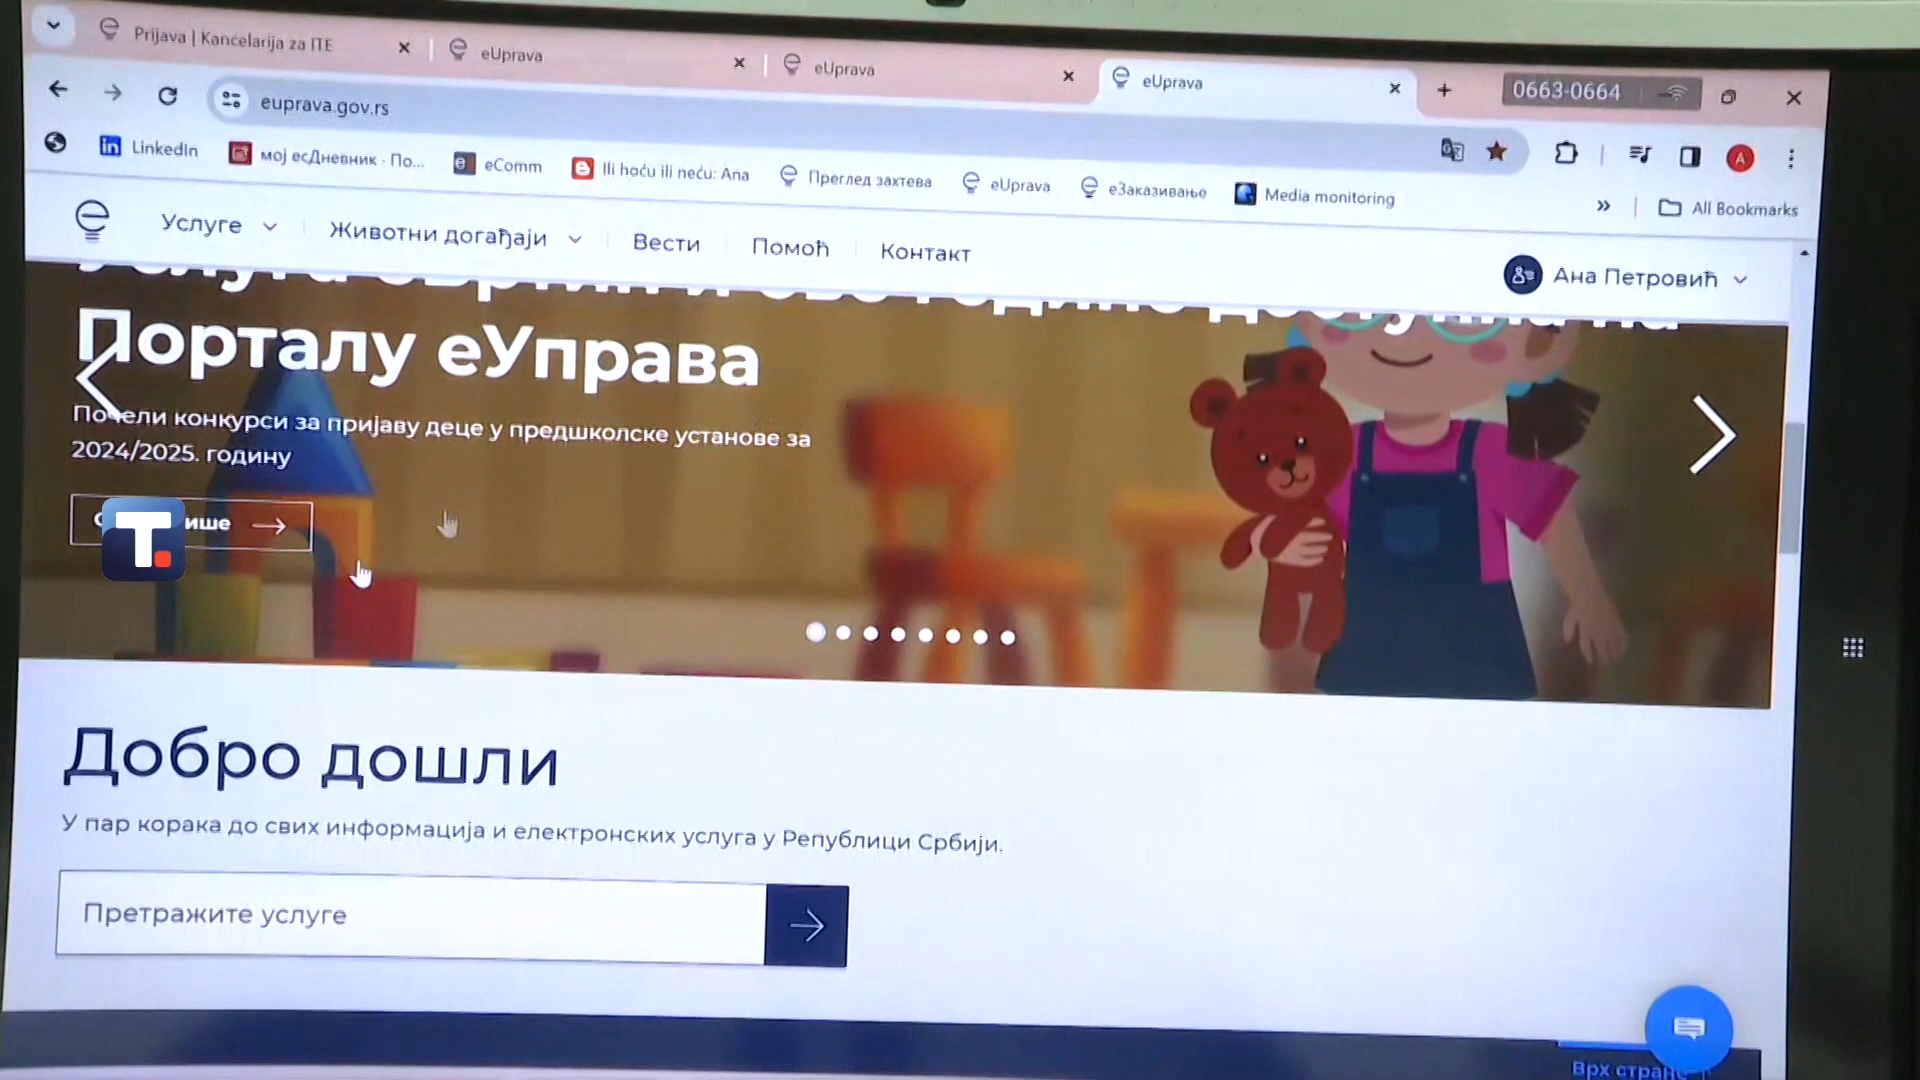 Prijava | Kancelarija za ITE
eUprava
eUprava
eUprava
0663-0664
euprava.gov.rs
LinkedIn
мој есДневник - По...
eComm
Ili hoću ili neću: Ana
Преглед захтева
eUprava
еЗаказивање
Media monitoring
All Bookmarks
Услуге
Животни догађаји
Вести
Помоћ
Контакт
Ана Петровић
Порталу еУправа
Почели конкурси за пријаву деце у предшколске установе за
2024/2025. годину
T.
Добро дошли
У пар корака до свих информација и електронских услуга у Републици Србији.
Претражите услуге
Врх